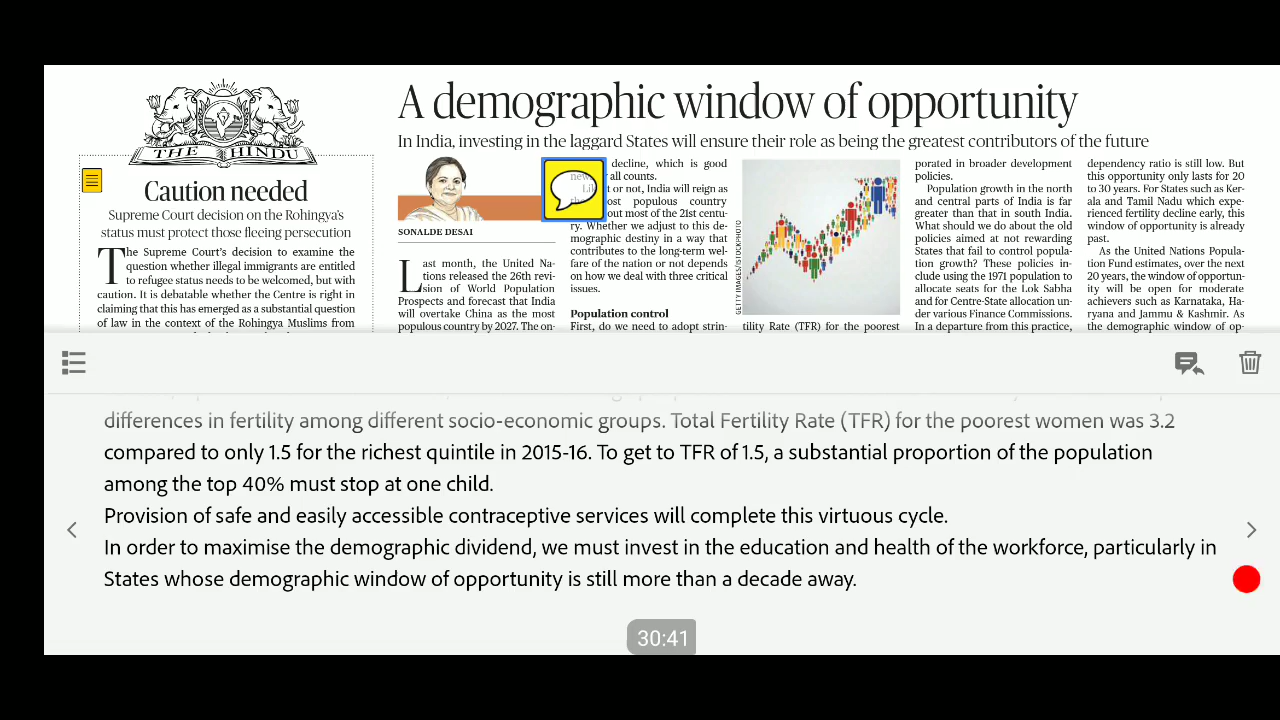 THE HINDU
Caution needed
Supreme Court decision on the Rohingya's
status must protect those fleeing persecution
The Supreme Court's decision to examine the
question whether illegal immigrants are entitled
to refugee status needs to be welcomed, but with
caution. It is debatable whether the Centre is right in
claiming that this has emerged as a substantial question
of law in the context of the Rohingya Muslims from
A demographic window of opportunity
In India, investing in the laggard States will ensure their role as being the greatest contributors of the future
SONALDE DESAI
Last month, the United Na-
tions released the 26th revi-
sion of World Population
Prospects and forecast that India
will overtake China as the most
populous country by 2027. The on-
decline, which is good
all counts.
or not, India will reign as
most populous country
out most of the 21st centu-
ry. Whether we adjust to this de-
mographic destiny in a way that
contributes to the long-term wel-
fare of the nation or not depends
on how we deal with three critical
issues.
Population control
First, do we need to adopt strin-
GETTY IMAGES/ISTOCKPHOTO
tility Rate (TFR) for the poorest
porated in broader development
policies.
Population growth in the north
and central parts of India is far
greater than that in south India.
What should we do about the old
policies aimed at not rewarding
States that fail to control popula-
tion growth? These policies in-
clude using the 1971 population to
allocate seats for the Lok Sabha
and for Centre-State allocation un-
der various Finance Commissions.
In a departure from this practice,
dependency ratio is still low. But
this opportunity only lasts for 20
to 30 years. For States such as Ker-
ala and Tamil Nadu which expe-
rienced fertility decline early, this
window of opportunity is already
past.
As the United Nations Popula-
tion Fund estimates, over the next
20 years, the window of opportun-
ity will be open for moderate
achievers such as Karnataka, Ha-
ryana and Jammu & Kashmir. As
the demographic window of op-
differences in fertility among different socio-economic groups. Total Fertility Rate (TFR) for the poorest women was 3.2
compared to only 1.5 for the richest quintile in 2015-16. To get to TFR of 1.5, a substantial proportion of the population
among the top 40% must stop at one child.
Provision of safe and easily accessible contraceptive services will complete this virtuous cycle.
In order to maximise the demographic dividend, we must invest in the education and health of the workforce, particularly in
States whose demographic window of opportunity is still more than a decade away.
30:41